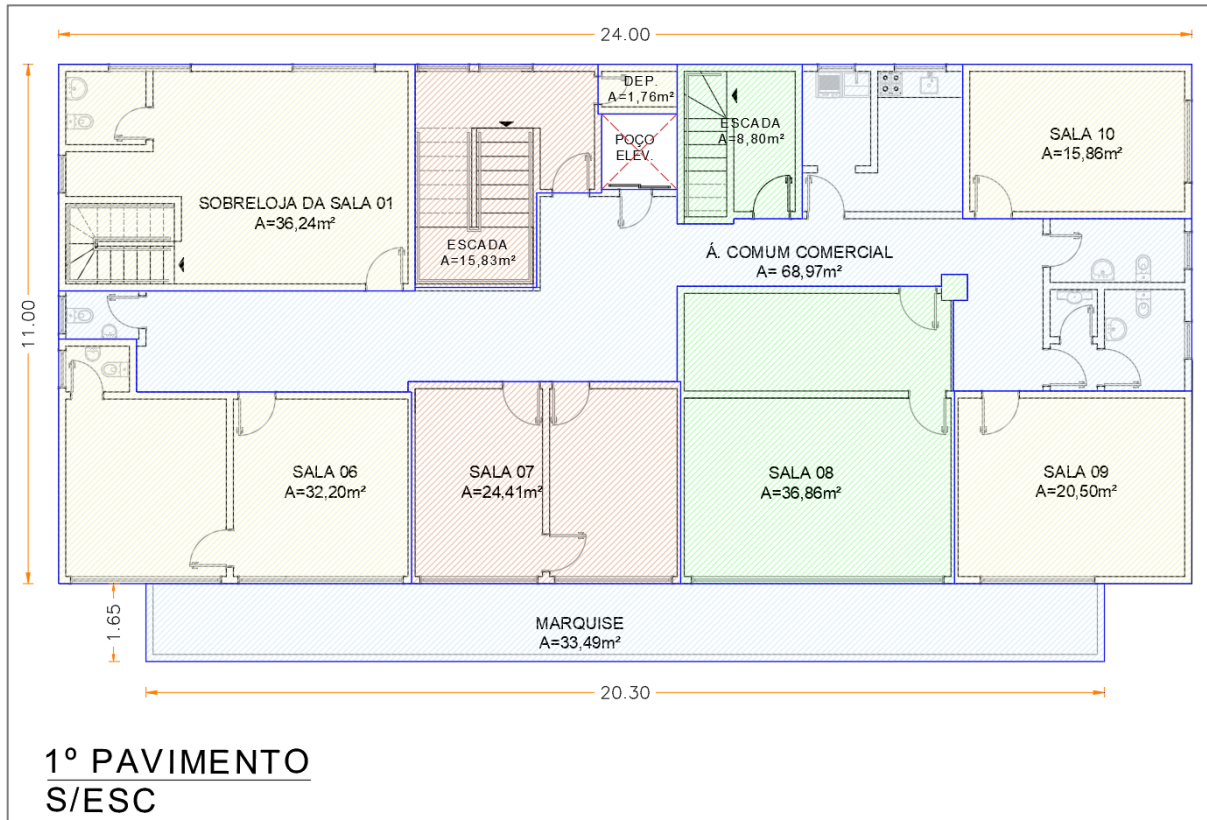 24.00
11.00
SOBRELOJA DA SALA 01
A=36,24m²
ESCADA
A=15,83m²
DEP.
A=1,76m²
POÇO
ELEV.
ESCADA
A=8,80m²
SALA 10
A=15,86m²
Á. COMUM COMERCIAL
A= 68,97m²
SALA 06
A=32,20m²
SALA 07
A=24,41m²
SALA 08
A=36,86m²
SALA 09
A=20,50m²
1.65
MARQUISE
A=33,49m²
20.30
1º PAVIMENTO
S/ESC